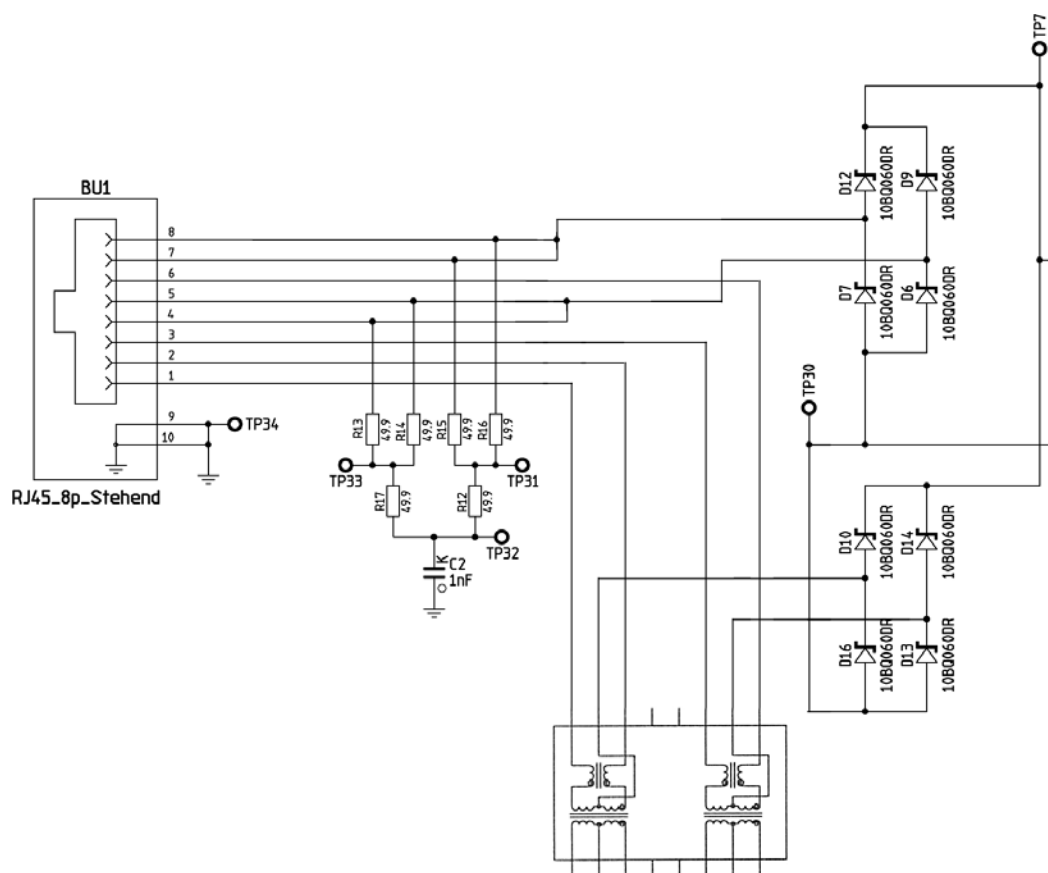 TP7
BU1
8
7
6
5
4
3
2
1
9
10
TP34
RJ45_8p_Stehend
D12
10BQ060DR
D9
10BQ060DR
D7
10BQ060DR
D6
10BQ060DR
TP30
R13
49.9
R14
49.9
R15
49.9
R16
49.9
TP33
TP31
R17
49.9
R12
49.9
TP32
K
C2
1nF
D10
10BQ060DR
D14
10BQ060DR
D16
10BQ060DR
D13
10BQ060DR